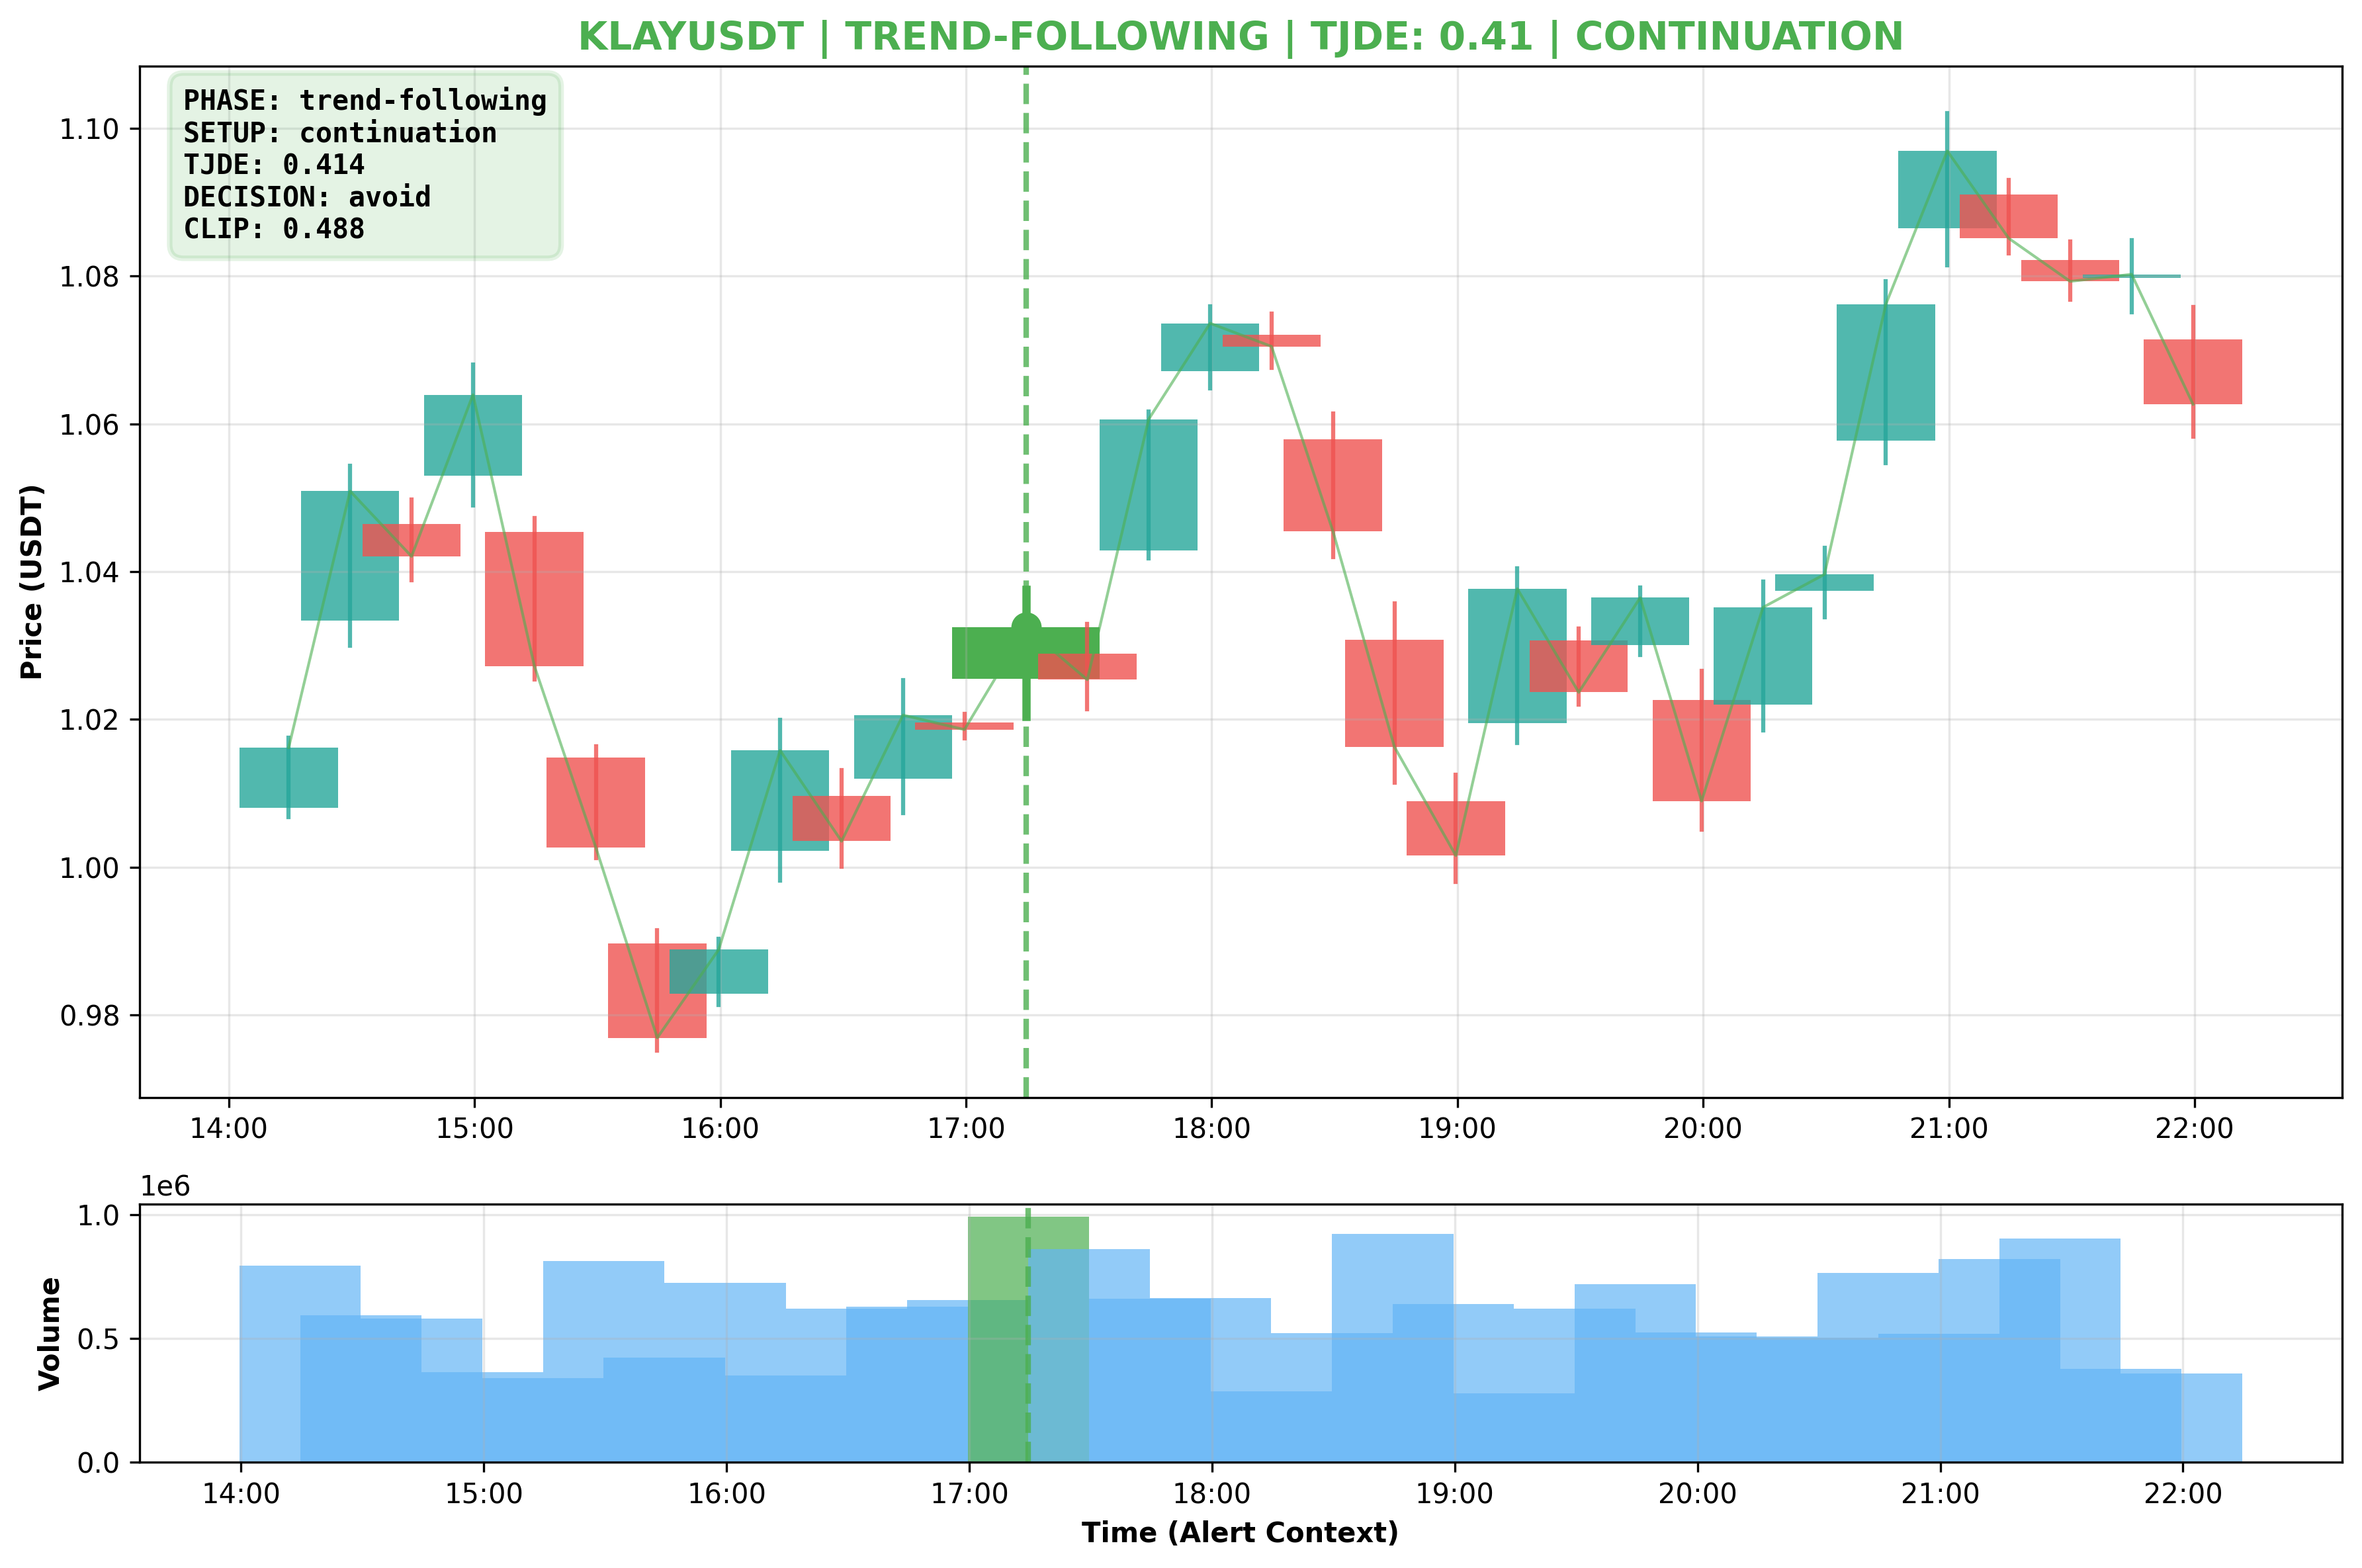 KLAYUSDT | TREND-FOLLOWING | TJDE: 0.41 | CONTINUATION
PHASE: trend-following
SETUP: continuation
TJDE: 0.414
DECISION: avoid
CLIP: 0.488
Price (USDT)
1.10
1.08
1.06
1.04
1.02
1.00
0.98
14:00 15:00 16:00 17:00 18:00 19:00 20:00 21:00 22:00
1e6
Volume
1.0
0.5
0.0
14:00 15:00 16:00 17:00 18:00 19:00 20:00 21:00 22:00
Time (Alert Context)